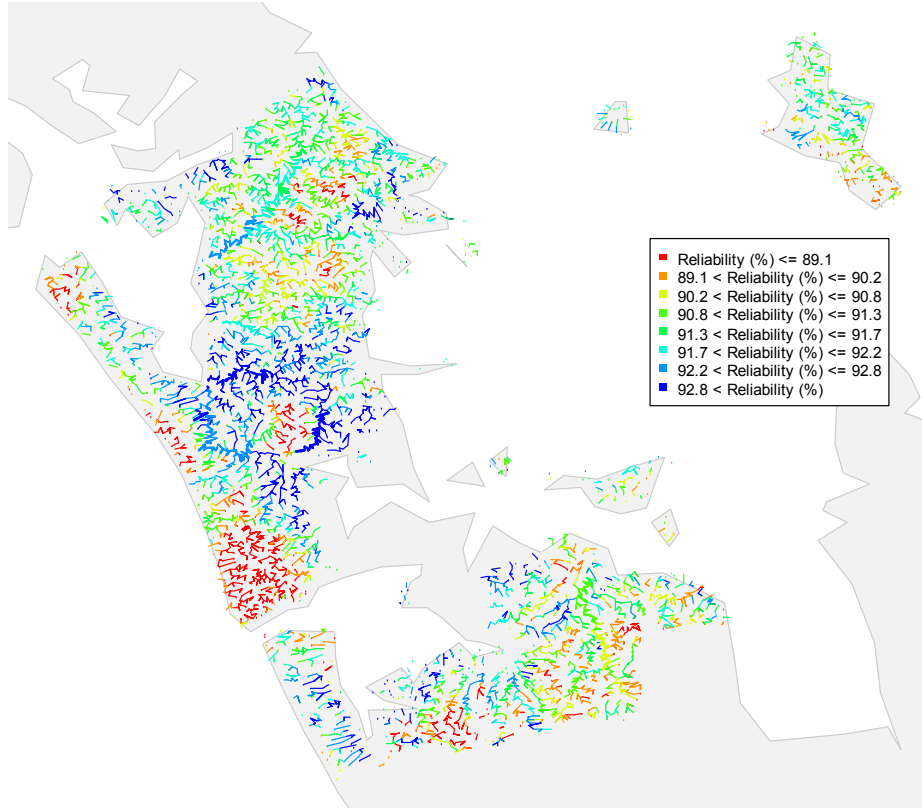 Reliability (%) <= 89.1
89.1 < Reliability (%) <= 90.2
90.2 < Reliability (%) <= 90.8
90.8 < Reliability (%) <= 91.3
91.3 < Reliability (%) <= 91.7
91.7 < Reliability (%) <= 92.2
92.2 < Reliability (%) <= 92.8
92.8 < Reliability (%)